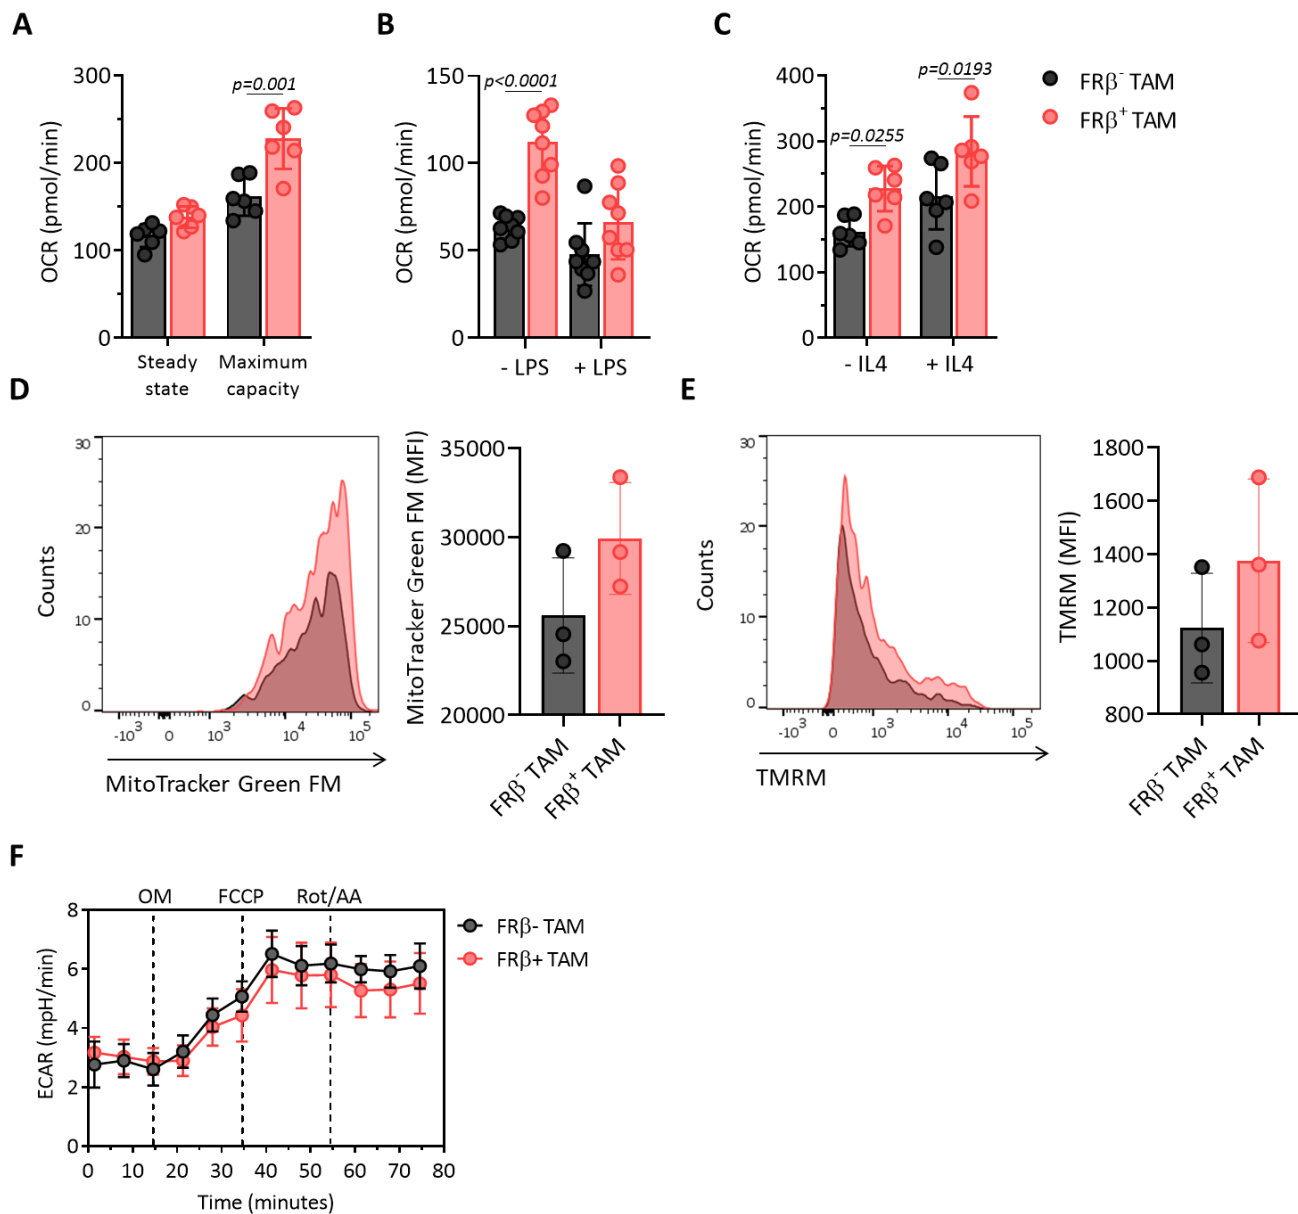 A
B
C
300
200
100
0
OCR (pmol/min)
p=0.001
Steady
state
Maximum
capacity
150
100
50
0
OCR (pmol/min)
p<0.0001
- LPS
+ LPS
400
300
200
100
0
OCR (pmol/min)
p=0.0255
p=0.0193
- IL4
+ IL4
FRβ⁻ TAM
FRβ⁺ TAM
D
E
30
20
10
0
Counts
-10³ 0 10³ 10⁴ 10⁵
MitoTracker Green FM
35000
30000
25000
20000
MitoTracker Green FM (MFI)
FRβ⁻ TAM
FRβ⁺ TAM
30
20
10
0
Counts
-10³ 0 10³ 10⁴ 10⁵
TMRM
1800
1600
1400
1200
1000
800
TMRM (MFI)
FRβ⁻ TAM
FRβ⁺ TAM
F
OM FCCP Rot/AA
8
6
4
2
0
ECAR (mpH/min)
0 10 20 30 40 50 60 70 80
Time (minutes)
FRβ- TAM
FRβ+ TAM